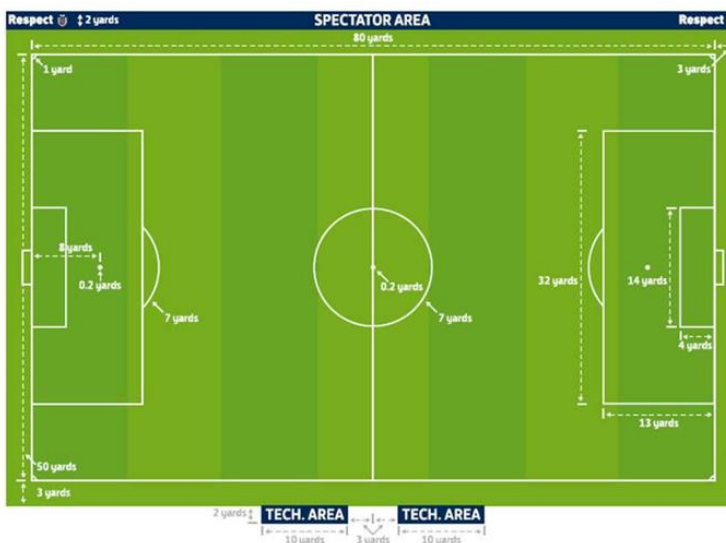 Respect 2 yards SPECTATOR AREA Respect
80 yards
1 yard 3 yards
8 yards
0.2 yards 0.2 yards 32 yards 14 yards
7 yards 7 yards
4 yards
13 yards
50 yards
3 yards
2 yards TECH. AREA TECH. AREA
10 yards 3 yards 10 yards